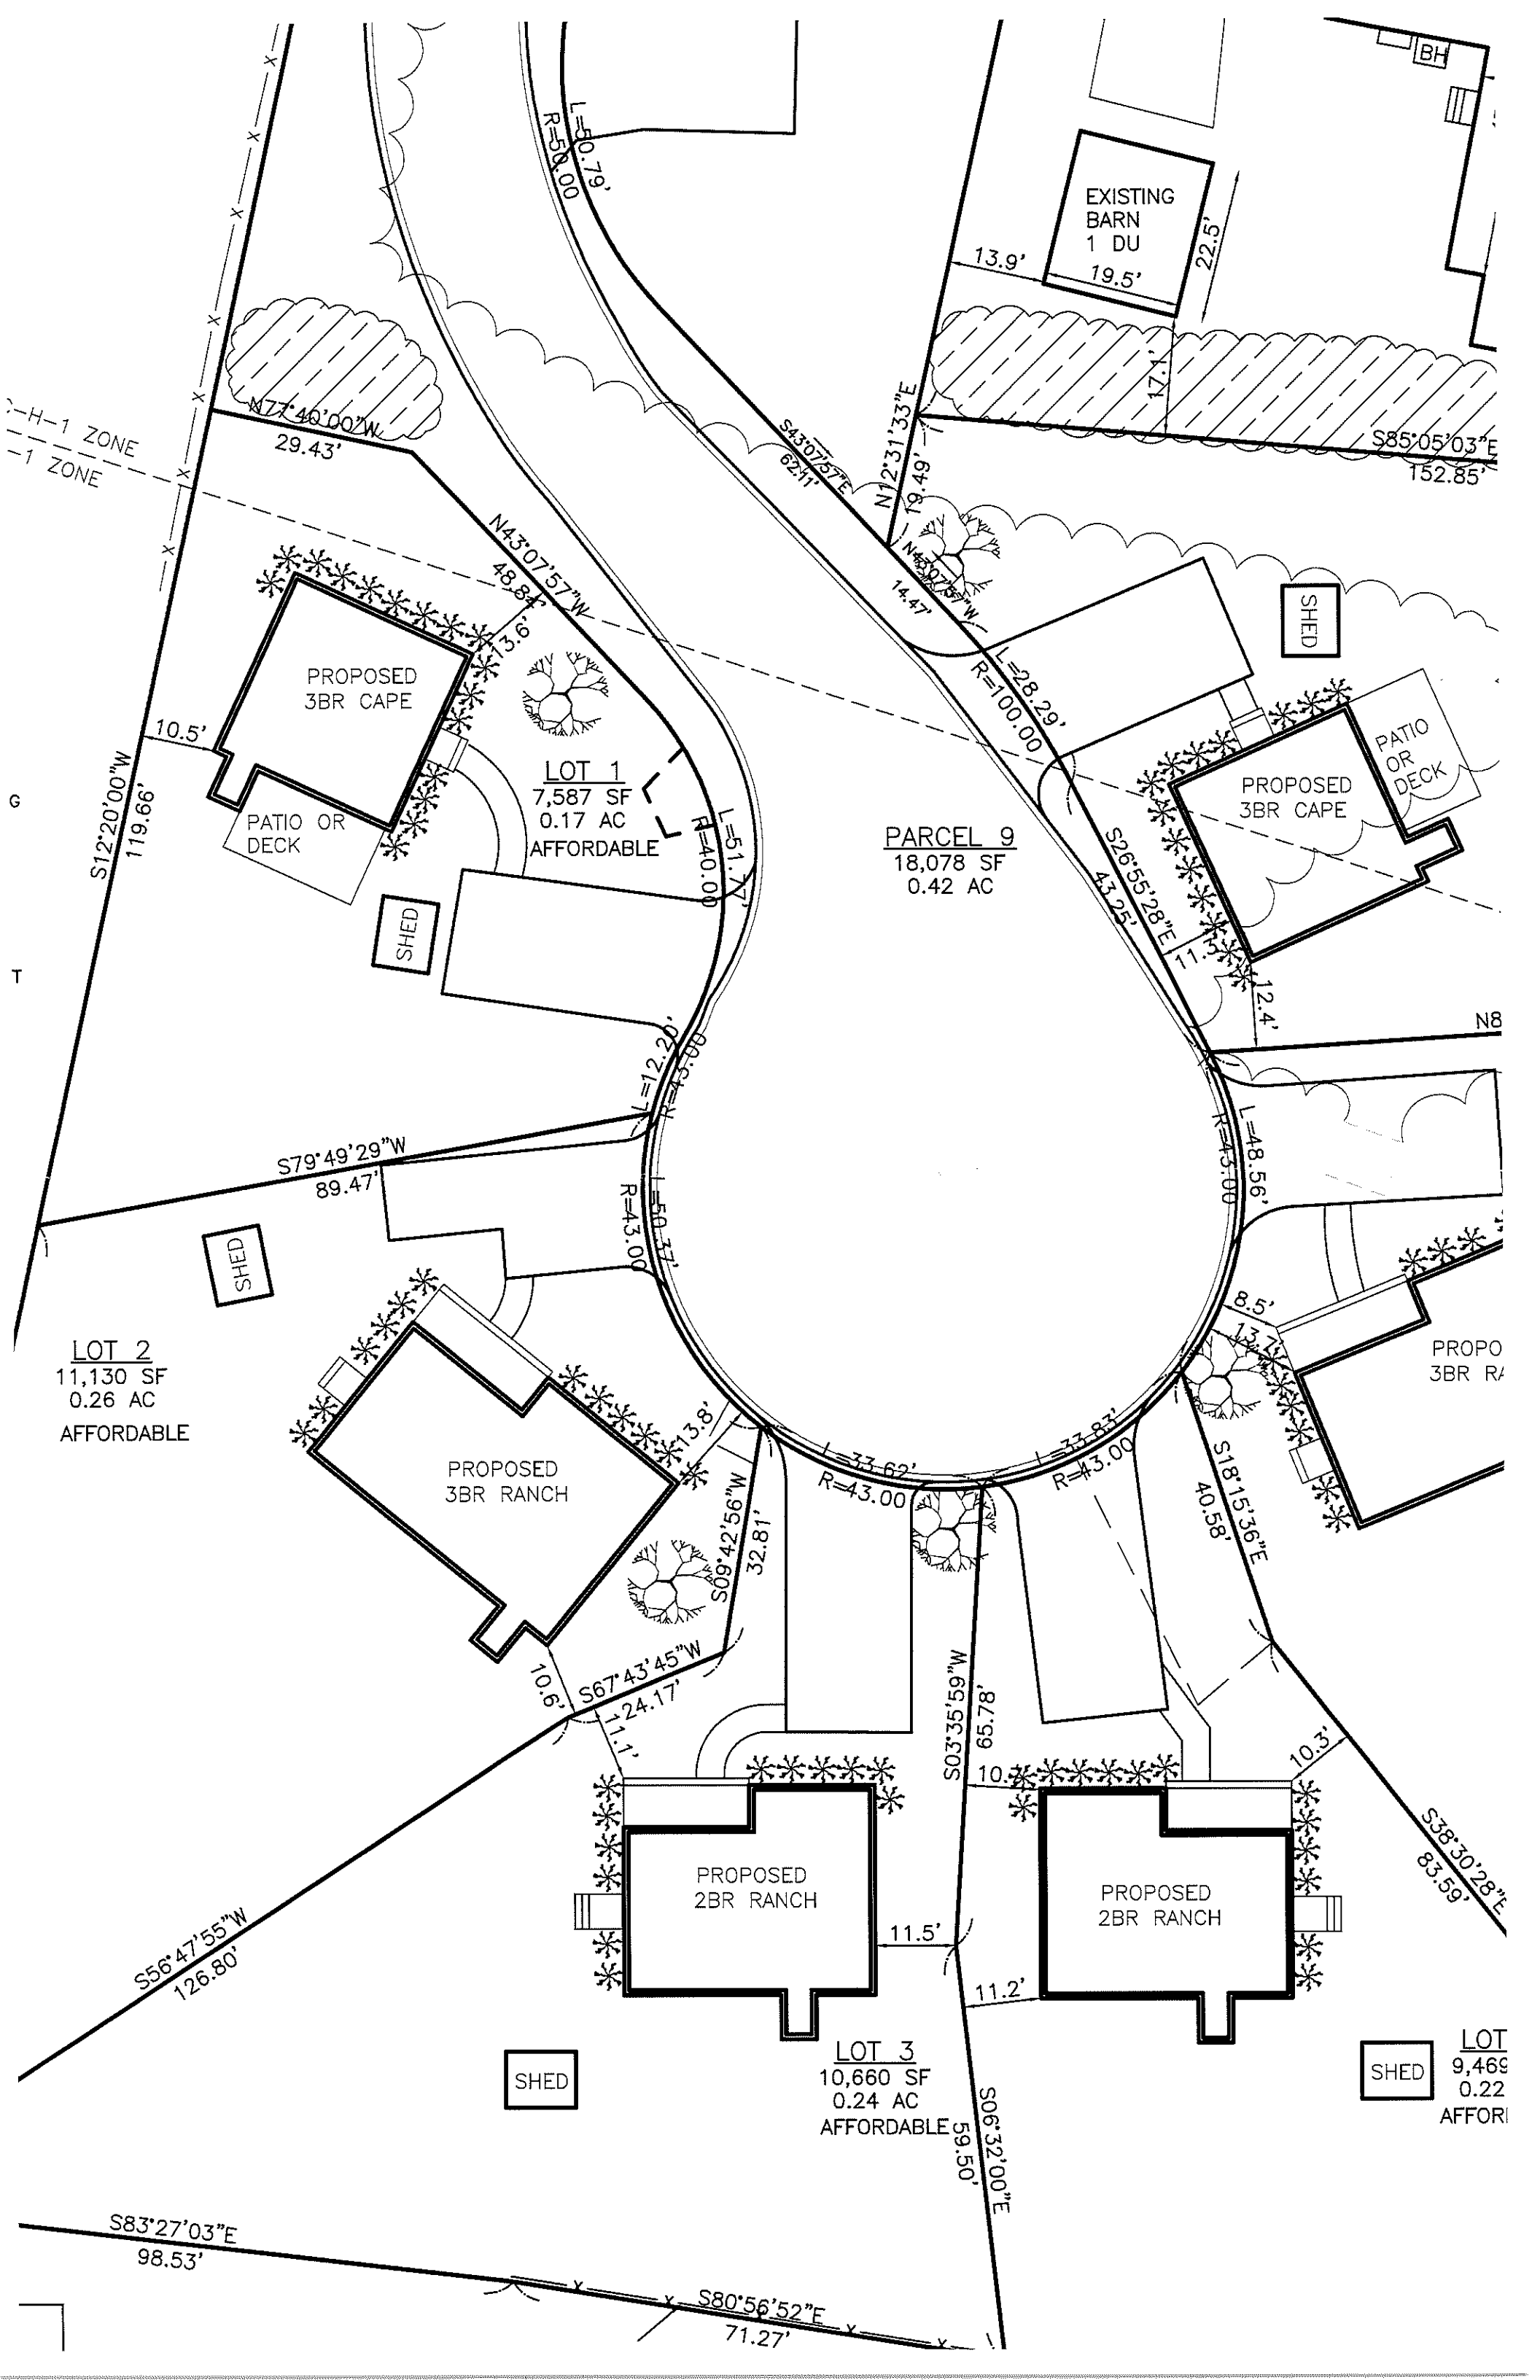 BH
L=50.79'
R=50.00
EXISTING
BARN
1 DU
22.5'
13.9'
19.5'
17.1'
N77°40'00"W
29.43'
C-H-1 ZONE
-1 ZONE
S43°07'57"E
62.11'
N12°31'33"E
19.49'
S85°05'03"E
152.85'
N43°07'57"W
48.84'
13.6'
N43°07'57"W
14.47'
SHED
PROPOSED
3BR CAPE
10.5'
S12°20'00"W
119.66'
PATIO OR
DECK
LOT 1
7,587 SF
0.17 AC
AFFORDABLE
L=51.77'
R=40.00
SHED
L=28.29'
R=100.00
PATIO
OR
DECK
PROPOSED
3BR CAPE
PARCEL 9
18,078 SF
0.42 AC
S26°55'28"E
43.25'
11.3'
12.4'
G
T
N8
L=12.20'
R=43.00
S79°49'29"W
89.47'
L=48.56'
R=43.00
L=50.37'
R=43.00
SHED
LOT 2
11,130 SF
0.26 AC
AFFORDABLE
8.5'
13.7'
PROPO
3BR RA
PROPOSED
3BR RANCH
13.8'
L=33.62'
R=43.00
L=33.83'
R=43.00
S09°42'56"W
32.81'
S18°15'36"E
40.58'
10.6'
S67°43'45"W
24.17'
11.1'
S03°35'59"W
65.78'
10.7
10.3'
S38°30'28"E
83.59'
S56°47'55"W
126.80'
PROPOSED
2BR RANCH
PROPOSED
2BR RANCH
11.5'
11.2'
SHED
LOT 3
10,660 SF
0.24 AC
AFFORDABLE
SHED
LOT
9,469
0.22
AFFOR
S06°32'00"E
59.50'
S83°27'03"E
98.53'
S80°56'52"E
71.27'